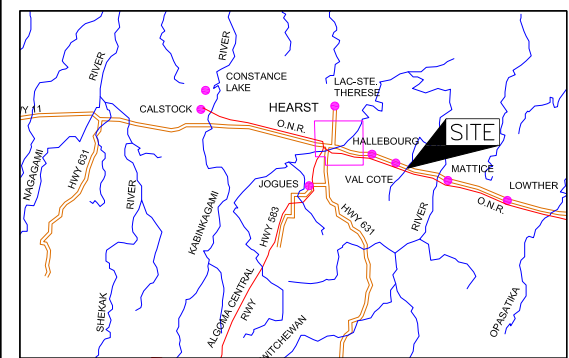 RIVER
RIVER
CONSTANCE
LAKE
LAC-STE.
THERESE
CALSTOCK
HEARST
O.N.R.
HALLEBOURG
SITE
NAGAGAMI
HWY 631
RIVER
KABINKAGAMI
JOGUES
VAL COTE
MATTICE
LOWTHER
HWY 583
HWY 631
RIVER
O.N.R.
SHEKAK
ALGOMA CENTRAL
RWY
OPASATIKA